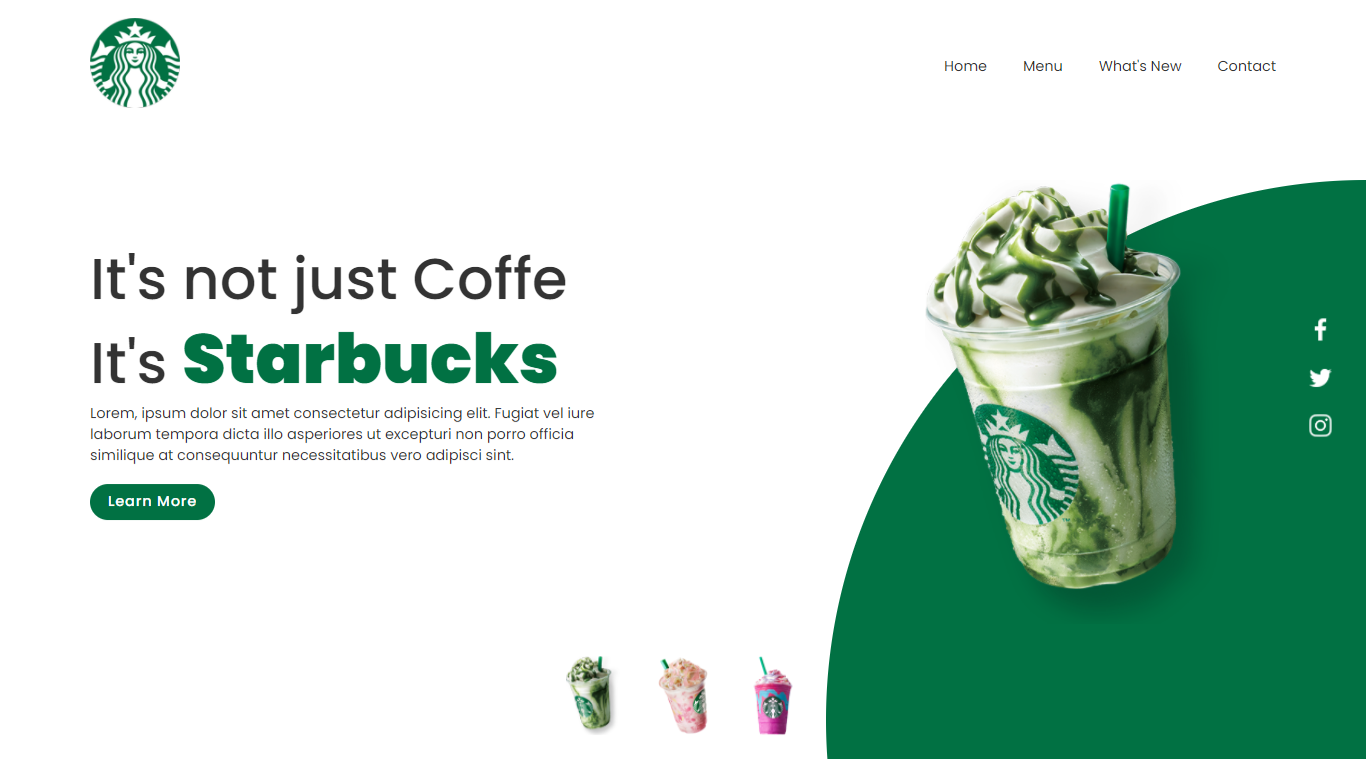 Home Menu What's New Contact
It's not just Coffe
It's Starbucks
Lorem, ipsum dolor sit amet consectetur adipisicing elit. Fugiat vel iure
laborum tempora dicta illo asperiores ut excepturi non porro officia
similique at consequuntur necessitatibus vero adipisci sint.
Learn More